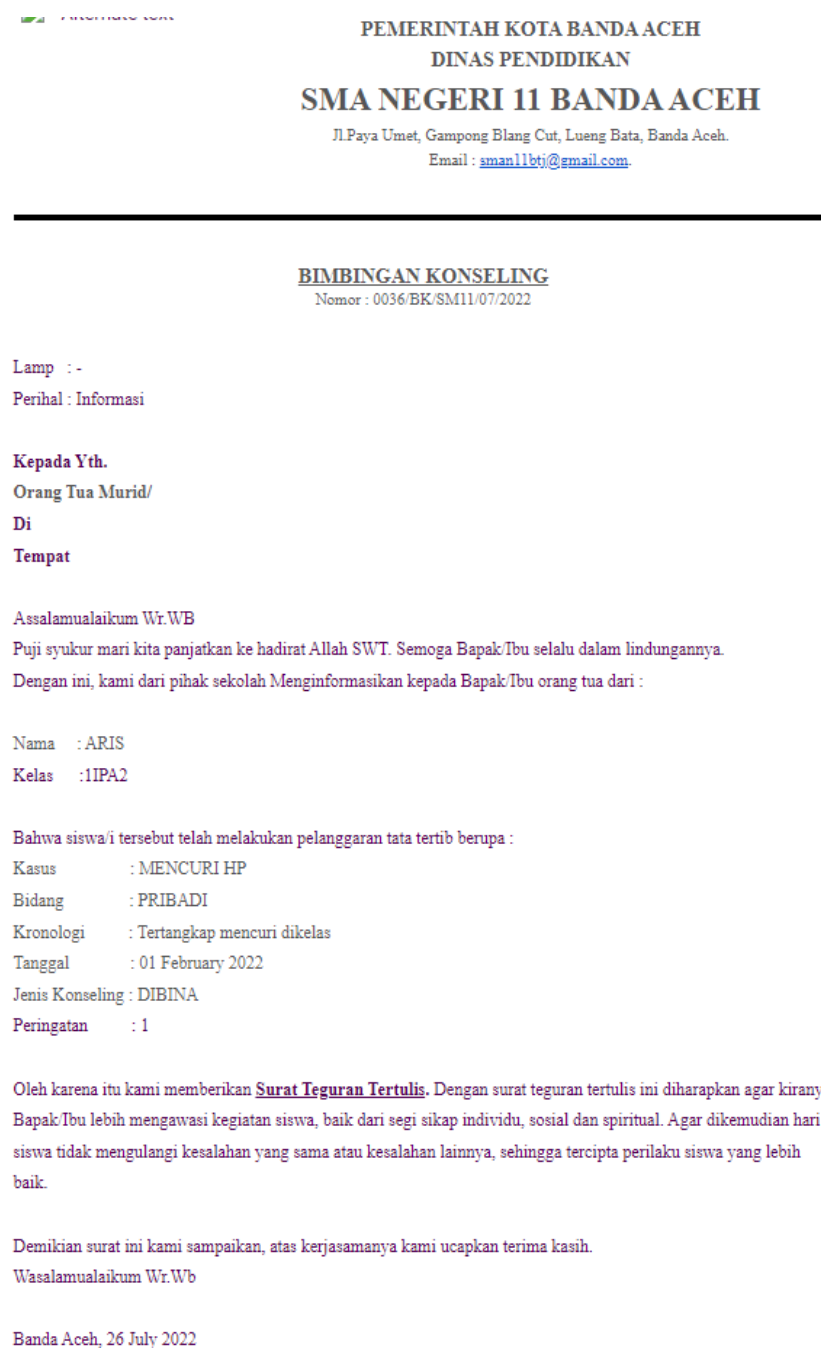 PEMERINTAH KOTA BANDA ACEH
DINAS PENDIDIKAN
SMA NEGERI 11 BANDA ACEH
Jl.Paya Umet, Gampong Blang Cut, Lueng Bata, Banda Aceh.
Email : sman11btj@gmail.com.
BIMBINGAN KONSELING
Nomor : 0036/BK/SM11/07/2022
Lamp : -
Perihal : Informasi
Kepada Yth.
Orang Tua Murid/
Di
Tempat
Assalamualaikum Wr.WB
Puji syukur mari kita panjatkan ke hadirat Allah SWT. Semoga Bapak/Ibu selalu dalam lindungannya.
Dengan ini, kami dari pihak sekolah Menginformasikan kepada Bapak/Ibu orang tua dari :
Nama : ARIS
Kelas :1IPA2
Bahwa siswa/i tersebut telah melakukan pelanggaran tata tertib berupa :
Kasus : MENCURI HP
Bidang : PRIBADI
Kronologi : Tertangkap mencuri dikelas
Tanggal : 01 February 2022
Jenis Konseling : DIBINA
Peringatan : 1
Oleh karena itu kami memberikan Surat Teguran Tertulis. Dengan surat teguran tertulis ini diharapkan agar kirany
Bapak/Ibu lebih mengawasi kegiatan siswa, baik dari segi sikap individu, sosial dan spiritual. Agar dikemudian hari
siswa tidak mengulangi kesalahan yang sama atau kesalahan lainnya, sehingga tercipta perilaku siswa yang lebih
baik.
Demikian surat ini kami sampaikan, atas kerjasamanya kami ucapkan terima kasih.
Wasalamualaikum Wr.Wb
Banda Aceh, 26 July 2022